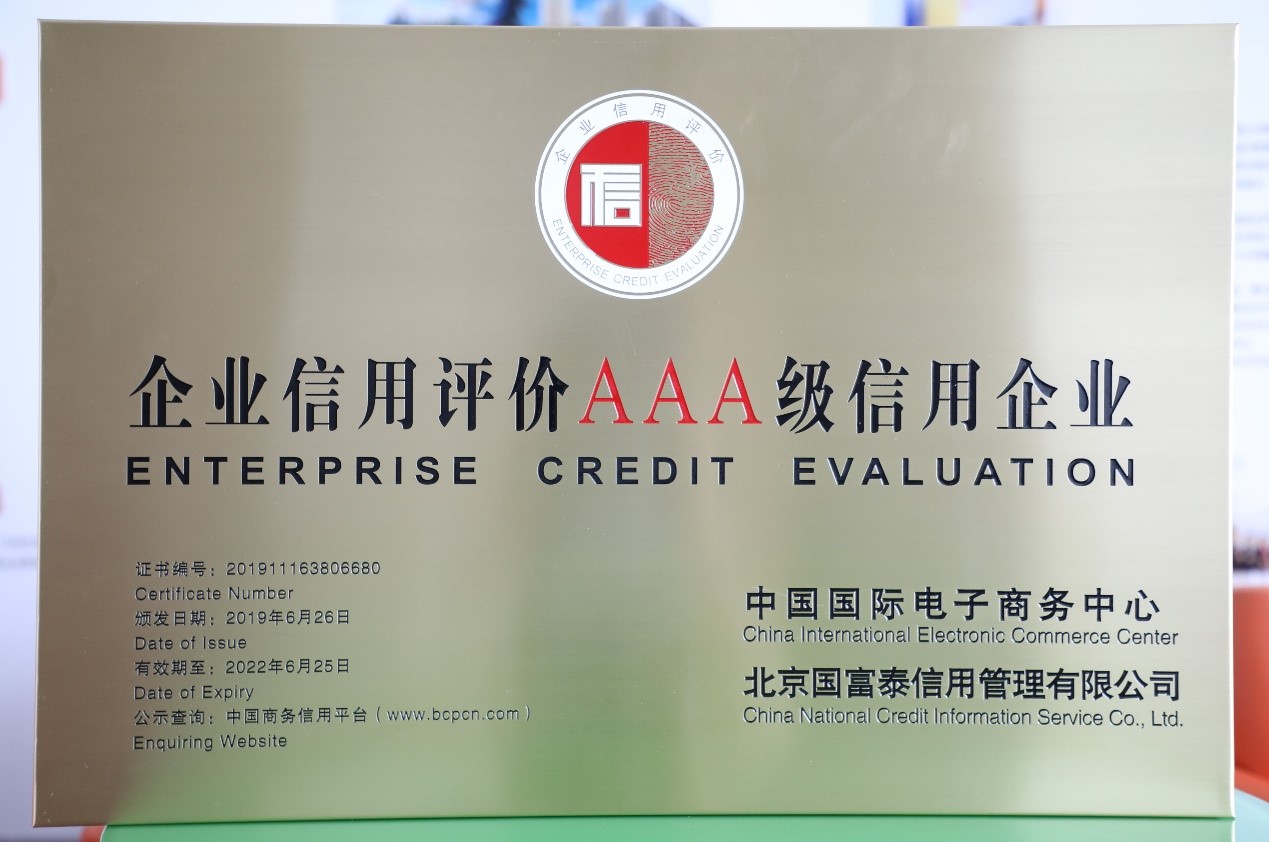 企业信用评价
信
ENTERPRISE CREDIT EVALUATION
企业信用评价AAA级信用企业
ENTERPRISE CREDIT EVALUATION
证书编号：201911163806680
Certificate Number
颁发日期：2019年6月26日
Date of Issue
有效期至：2022年6月25日
Date of Expiry
公示查询：中国商务信用平台（www.bcpcn.com）
Enquiring Website
中国国际电子商务中心
China International Electronic Commerce Center
北京国富泰信用管理有限公司
China National Credit Information Service Co., Ltd.